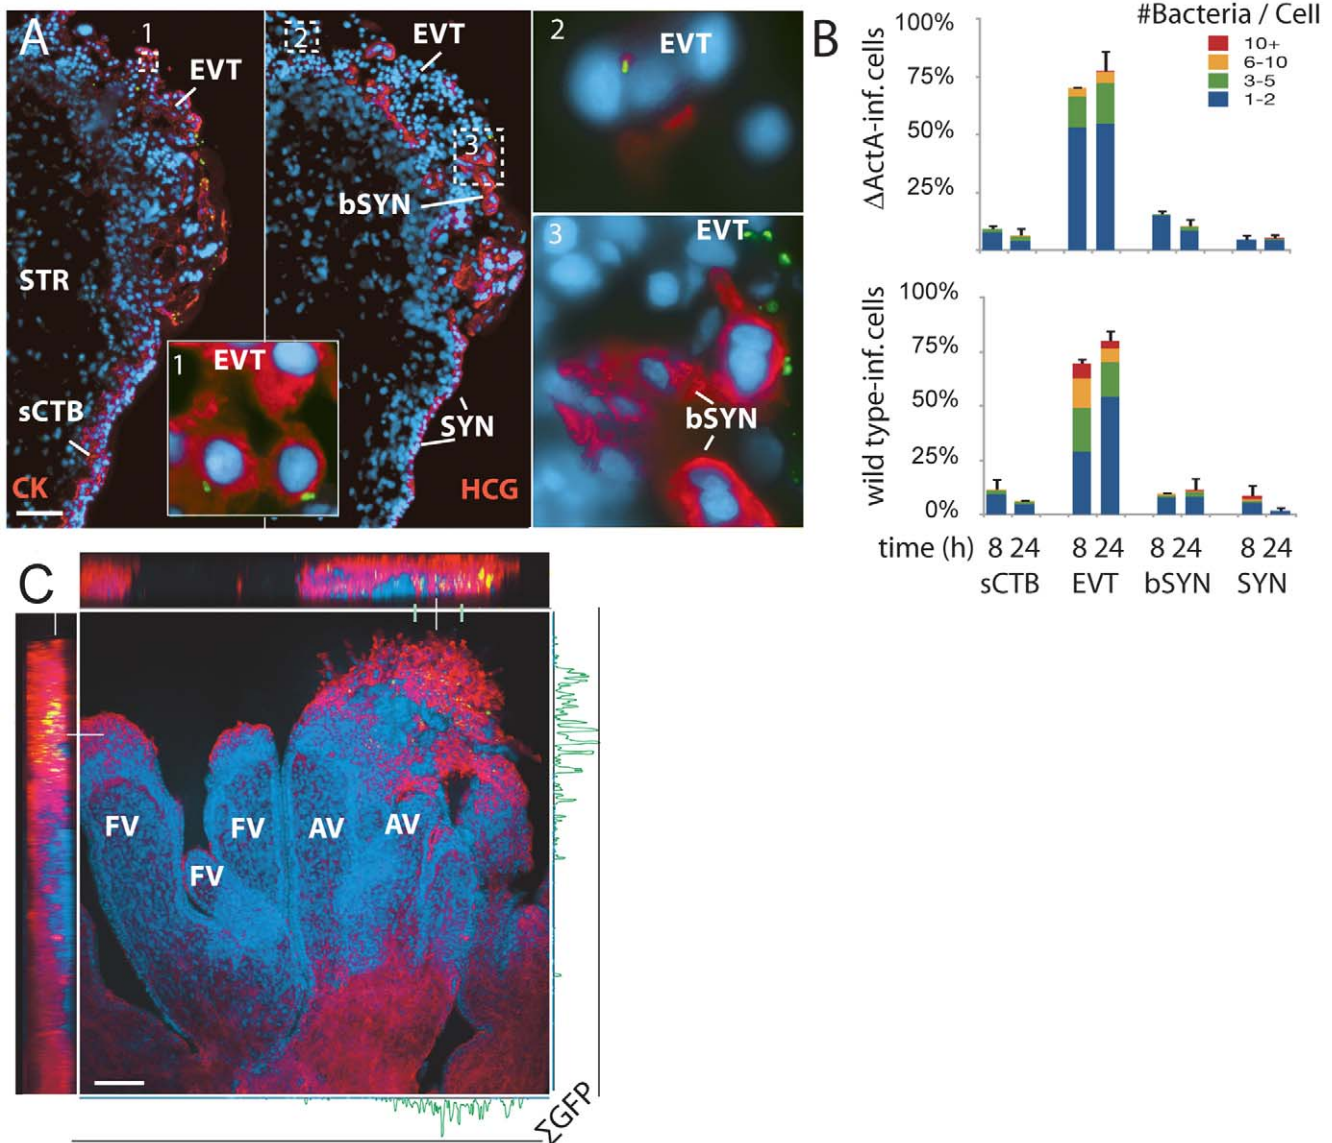 A
1
EVT
STR
sCTB
CK
1
EVT
2
EVT
3
bSYN
SYN
HCG
2
EVT
3
EVT
bSYN
B
#Bacteria / Cell
10+
6-10
3-5
1-2
ΔActA-inf. cells
100%
75%
50%
25%
wild type-inf. cells
100%
75%
50%
25%
0%
time (h) 8 24 8 24 8 24 8 24
sCTB EVT bSYN SYN
C
FV
FV
FV
AV
AV
ΣGFP